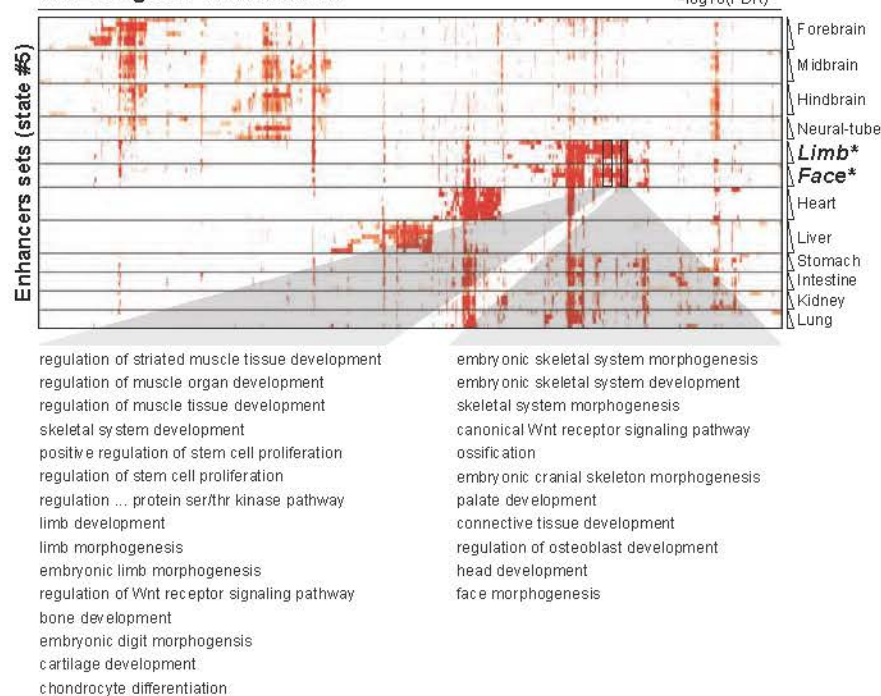 Forebrain
Midbrain
Hindbrain
Neural-tube
Limb*
Face*
Heart
Liver
Stomach
Intestine
Kidney
Lung
Enhancers sets (state #5)
regulation of striated muscle tissue development
regulation of muscle organ development
regulation of muscle tissue development
skeletal system development
positive regulation of stem cell proliferation
regulation of stem cell proliferation
regulation ... protein ser/thr kinase pathway
limb development
limb morphogenesis
embryonic limb morphogenesis
regulation of Wnt receptor signaling pathway
bone development
embryonic digit morphogensis
cartilage development
chondrocyte differentiation
embryonic skeletal system morphogenesis
embryonic skeletal system development
skeletal system morphogenesis
canonical Wnt receptor signaling pathway
ossification
embryonic cranial skeleton morphogenesis
palate development
connective tissue development
regulation of osteoblast development
head development
face morphogenesis